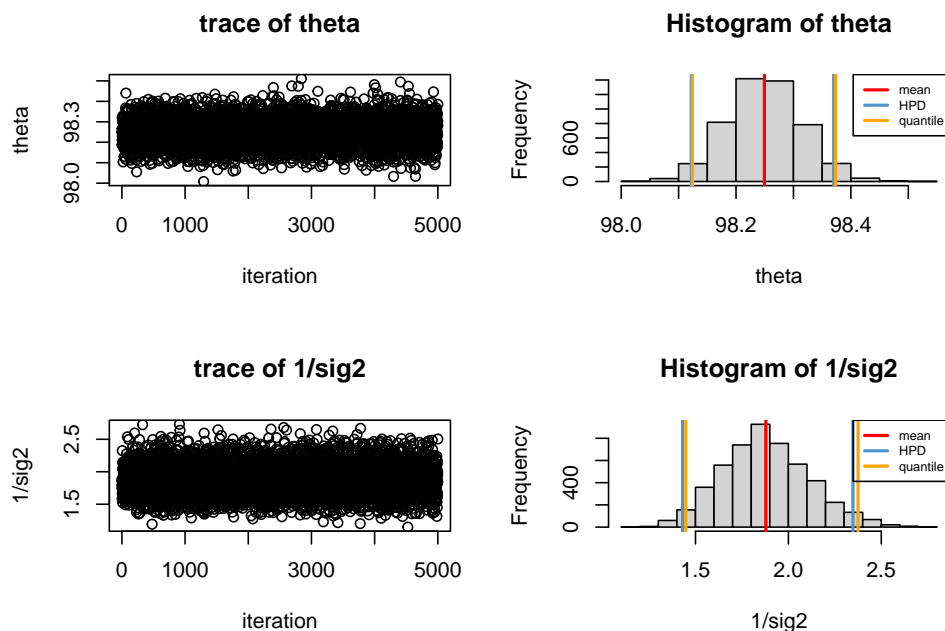 trace of theta
theta
98.0
98.3
0
1000
3000
5000
iteration
Histogram of theta
Frequency
0
600
98.0
98.2
98.4
theta
mean
HPD
quantile
trace of 1/sig2
1/sig2
1.5
2.5
0
1000
3000
5000
iteration
Histogram of 1/sig2
Frequency
0
400
1.5
2.0
2.5
1/sig2
mean
HPD
quantile